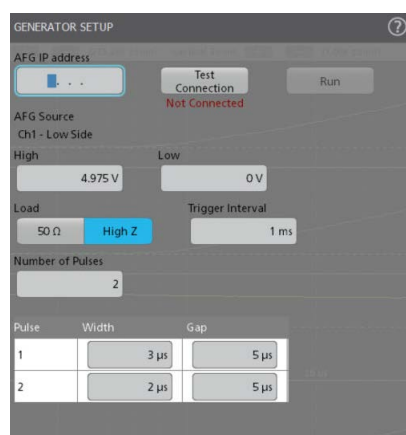 GENERATOR SETUP ?
AFG IP address
. . .
Test Connection
Run
Not Connected
AFG Source
Ch1 - Low Side
High Low
4.975 V 0 V
Load Trigger Interval
50 Ω High Z 1 ms
Number of Pulses
2
Pulse Width Gap
1 3 µs 5 µs
2 2 µs 5 µs